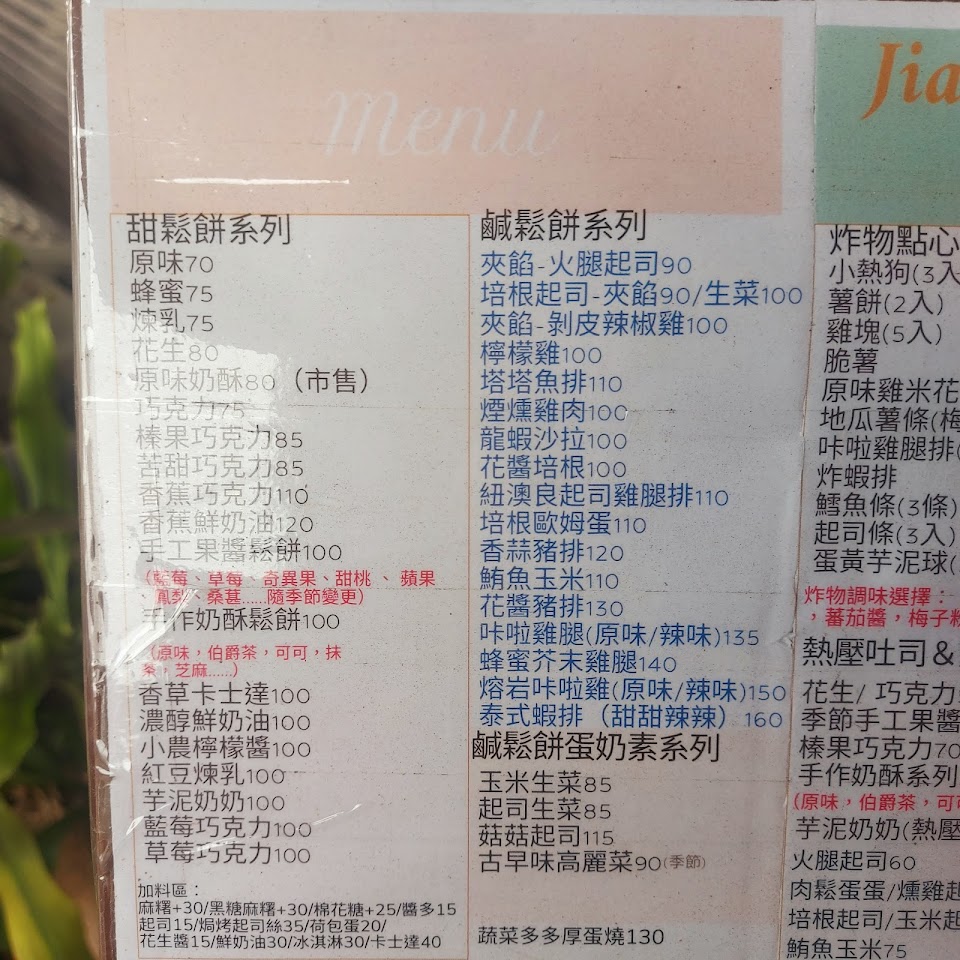 Menu
甜鬆餅系列
原味70
蜂蜜75
煉乳75
花生80
原味奶酥80（市售）
巧克力75
榛果巧克力85
苦甜巧克力85
香蕉巧克力110
香蕉鮮奶油120
手工果醬鬆餅100
（藍莓、草莓、奇異果、甜桃 、 蘋果
、鳳梨、桑葚......隨季節變更）
手作奶酥鬆餅100
（原味，伯爵茶，可可，抹
茶，芝麻......）
香草卡士達100
濃醇鮮奶油100
小農檸檬醬100
紅豆煉乳100
芋泥奶奶100
藍莓巧克力100
草莓巧克力100
加料區：
麻糬+30/黑糖麻糬+30/棉花糖+25/醬多15
起司15/焗烤起司絲35/荷包蛋20/
花生醬15/鮮奶油30/冰淇淋30/卡士達40
鹹鬆餅系列
夾餡-火腿起司90
培根起司-夾餡90/生菜100
夾餡-剝皮辣椒雞100
檸檬雞100
塔塔魚排110
煙燻雞肉100
龍蝦沙拉100
花醬培根100
紐澳良起司雞腿排110
培根歐姆蛋110
香蒜豬排120
鮪魚玉米110
花醬豬排130
咔啦雞腿(原味/辣味)135
蜂蜜芥末雞腿140
熔岩咔啦雞(原味/辣味)150
泰式蝦排（甜甜辣辣）160
鹹鬆餅蛋奶素系列
玉米生菜85
起司生菜85
菇菇起司115
古早味高麗菜90(季節)
蔬菜多多厚蛋燒130
Jia
炸物點心
小熱狗(3入
薯餅(2入)
雞塊(5入)
脆薯
原味雞米花
地瓜薯條(梅
咔啦雞腿排(
炸蝦排
鱈魚條(3條)
起司條(3入)
蛋黃芋泥球(
炸物調味選擇：
，蕃茄醬，梅子粉
熱壓吐司＆
花生/ 巧克力
季節手工果醬
榛果巧克力70
手作奶酥系列
(原味，伯爵茶，可可
芋泥奶奶(熱壓
火腿起司60
肉鬆蛋蛋/燻雞起
培根起司/玉米起
鮪魚玉米75